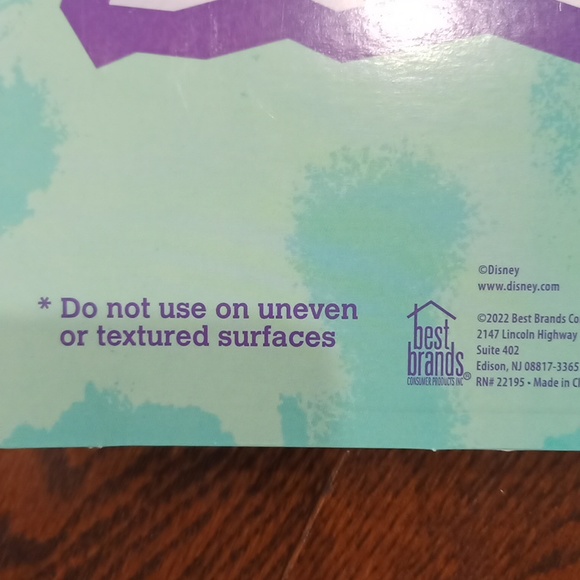 ©Disney
www.disney.com
* Do not use on uneven
or textured surfaces
best
brands
CONSUMER PRODUCTS INC ®
©2022 Best Brands Co
2147 Lincoln Highway
Suite 402
Edison, NJ 08817-3365
RN# 22195 • Made in